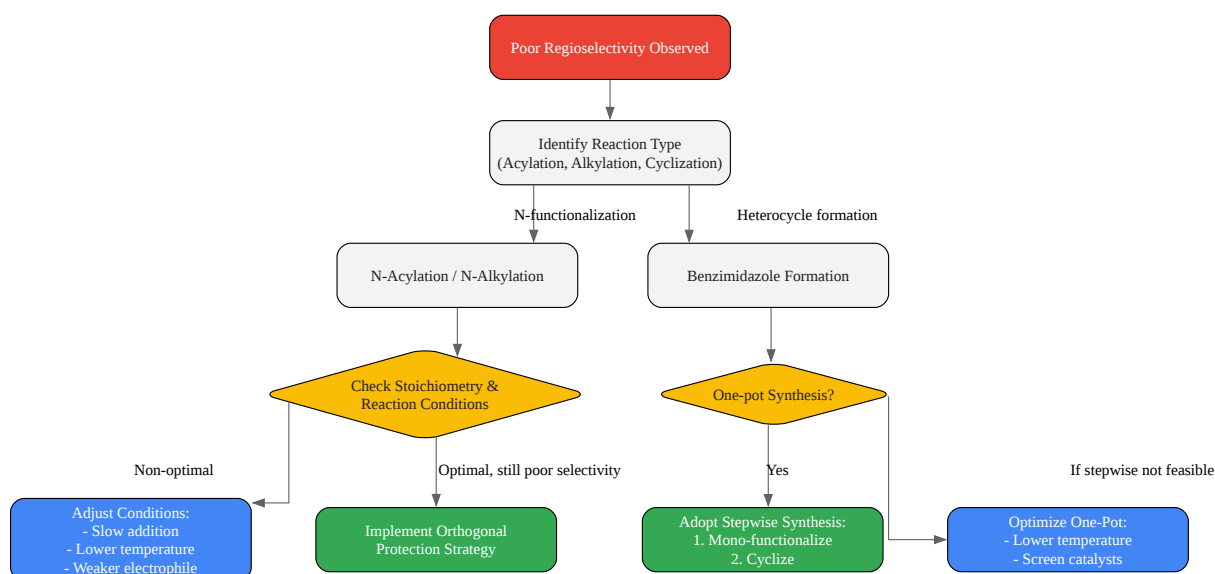 Poor Regioselectivity Observed
Identify Reaction Type
(Acylation, Alkylation, Cyclization)
N-functionalization
Heterocycle formation
N-Acylation / N-Alkylation
Benzimidazole Formation
Check Stoichiometry &
Reaction Conditions
One-pot Synthesis?
Non-optimal
Optimal, still poor selectivity
Yes
If stepwise not feasible
Adjust Conditions:
- Slow addition
- Lower temperature
- Weaker electrophile
Implement Orthogonal
Protection Strategy
Adopt Stepwise Synthesis:
1. Mono-functionalize
2. Cyclize
Optimize One-Pot:
- Lower temperature
- Screen catalysts